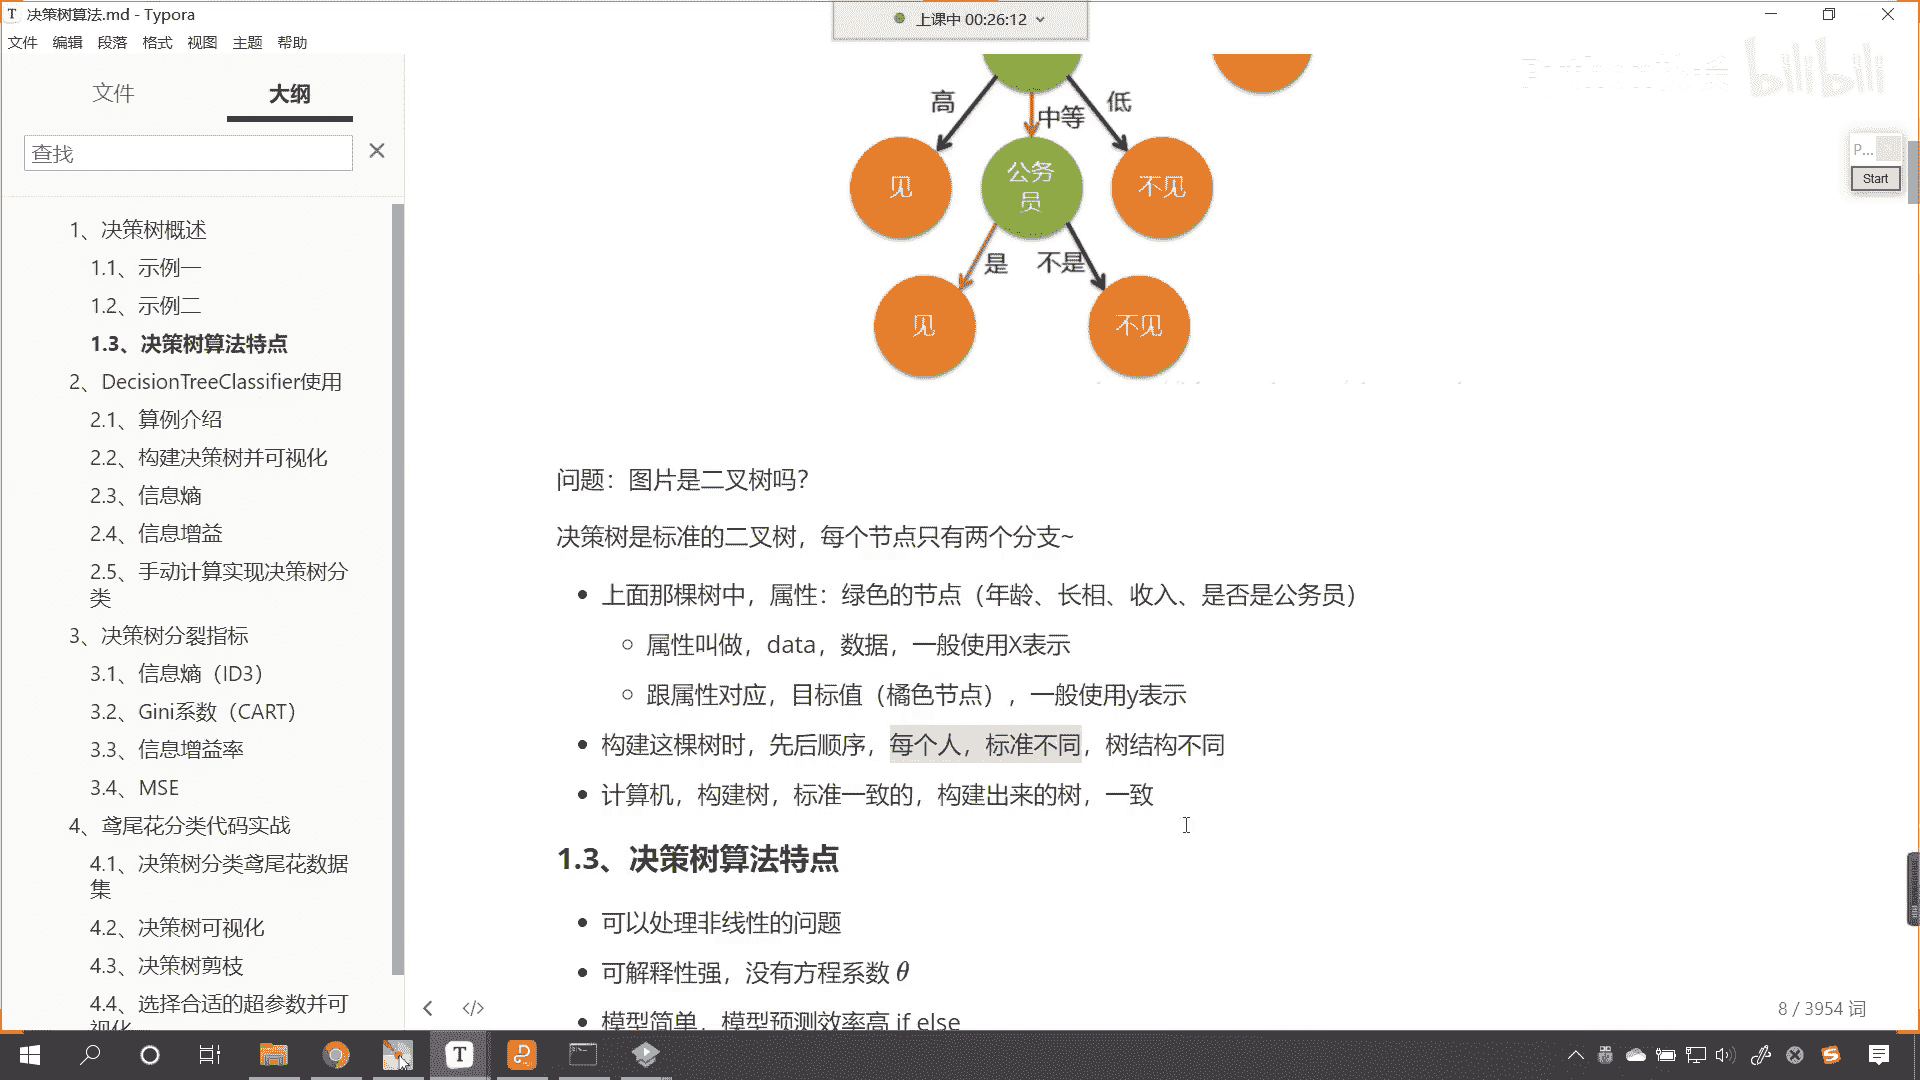 决策树算法.md - Typora
上课中 00:26:12
文件 编辑 段落 格式 视图 主题 帮助
bilibili
文件 大纲
查找
1、决策树概述
1.1、示例一
1.2、示例二
1.3、决策树算法特点
2、DecisionTreeClassifier使用
2.1、算例介绍
2.2、构建决策树并可视化
2.3、信息熵
2.4、信息增益
2.5、手动计算实现决策树分
类
3、决策树分裂指标
3.1、信息熵（ID3）
3.2、Gini系数（CART）
3.3、信息增益率
3.4、MSE
4、鸢尾花分类代码实战
4.1、决策树分类鸢尾花数据
集
4.2、决策树可视化
4.3、决策树剪枝
4.4、选择合适的超参数并可
视化
高 中等 低
见 公务
员 不见
是 不是
见 不见
P...
Start
问题：图片是二叉树吗？
决策树是标准的二叉树，每个节点只有两个分支~
上面那棵树中，属性：绿色的节点（年龄、长相、收入、是否是公务员）
属性叫做，data，数据，一般使用X表示
跟属性对应，目标值（橘色节点），一般使用y表示
构建这棵树时，先后顺序，每个人，标准不同，树结构不同
计算机，构建树，标准一致的，构建出来的树，一致
1.3、决策树算法特点
可以处理非线性的问题
可解释性强，没有方程系数 θ
模型简单，模型预测效率高 if else
8 / 3954 词